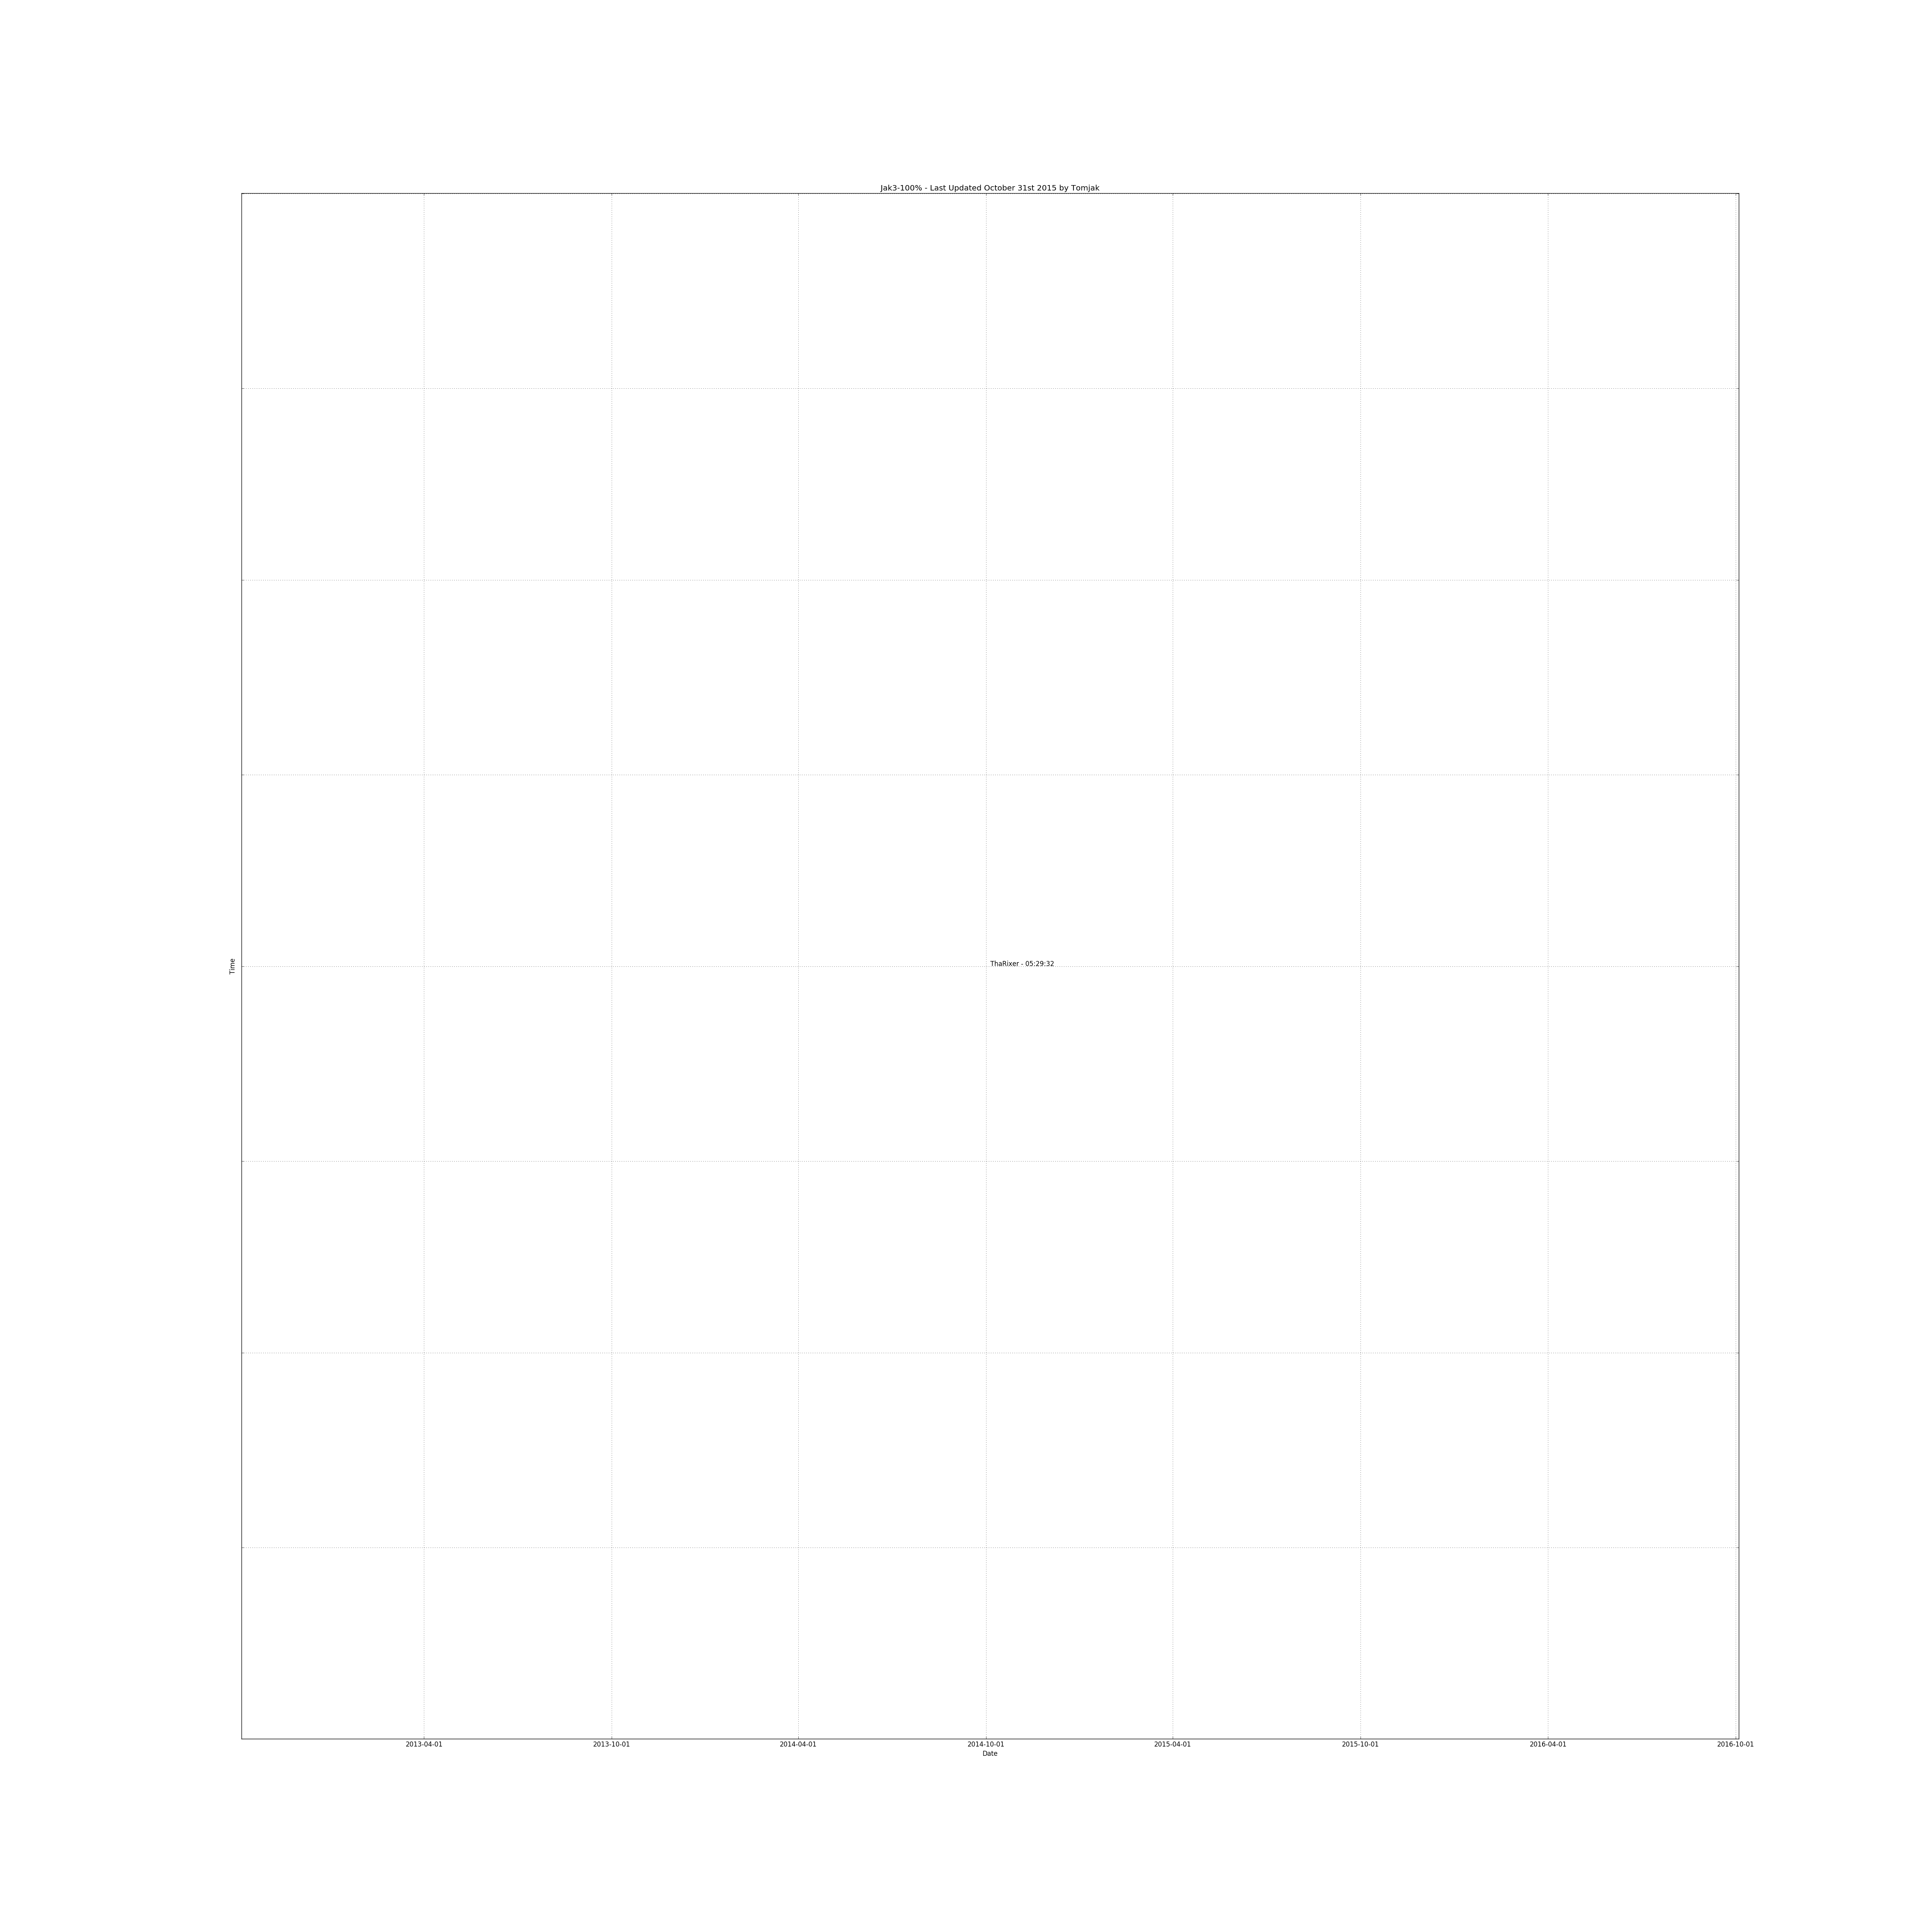 Jak3-100% - Last Updated October 31st 2015 by Tomjak
Time
ThaRixer - 05:29:32
2013-04-01
2013-10-01
2014-04-01
2014-10-01
2015-04-01
2015-10-01
2016-04-01
2016-10-01
Date